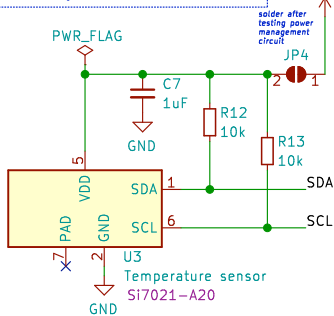 solder after
testing power
management
circuit
PWR_FLAG
JP4
2 1
C7
1uF
R12
10k
GND
R13
10k
5
VDD
SDA 1 SDA
SCL 6 SCL
PAD
GND
7 2 U3
Temperature sensor
Si7021-A20
GND